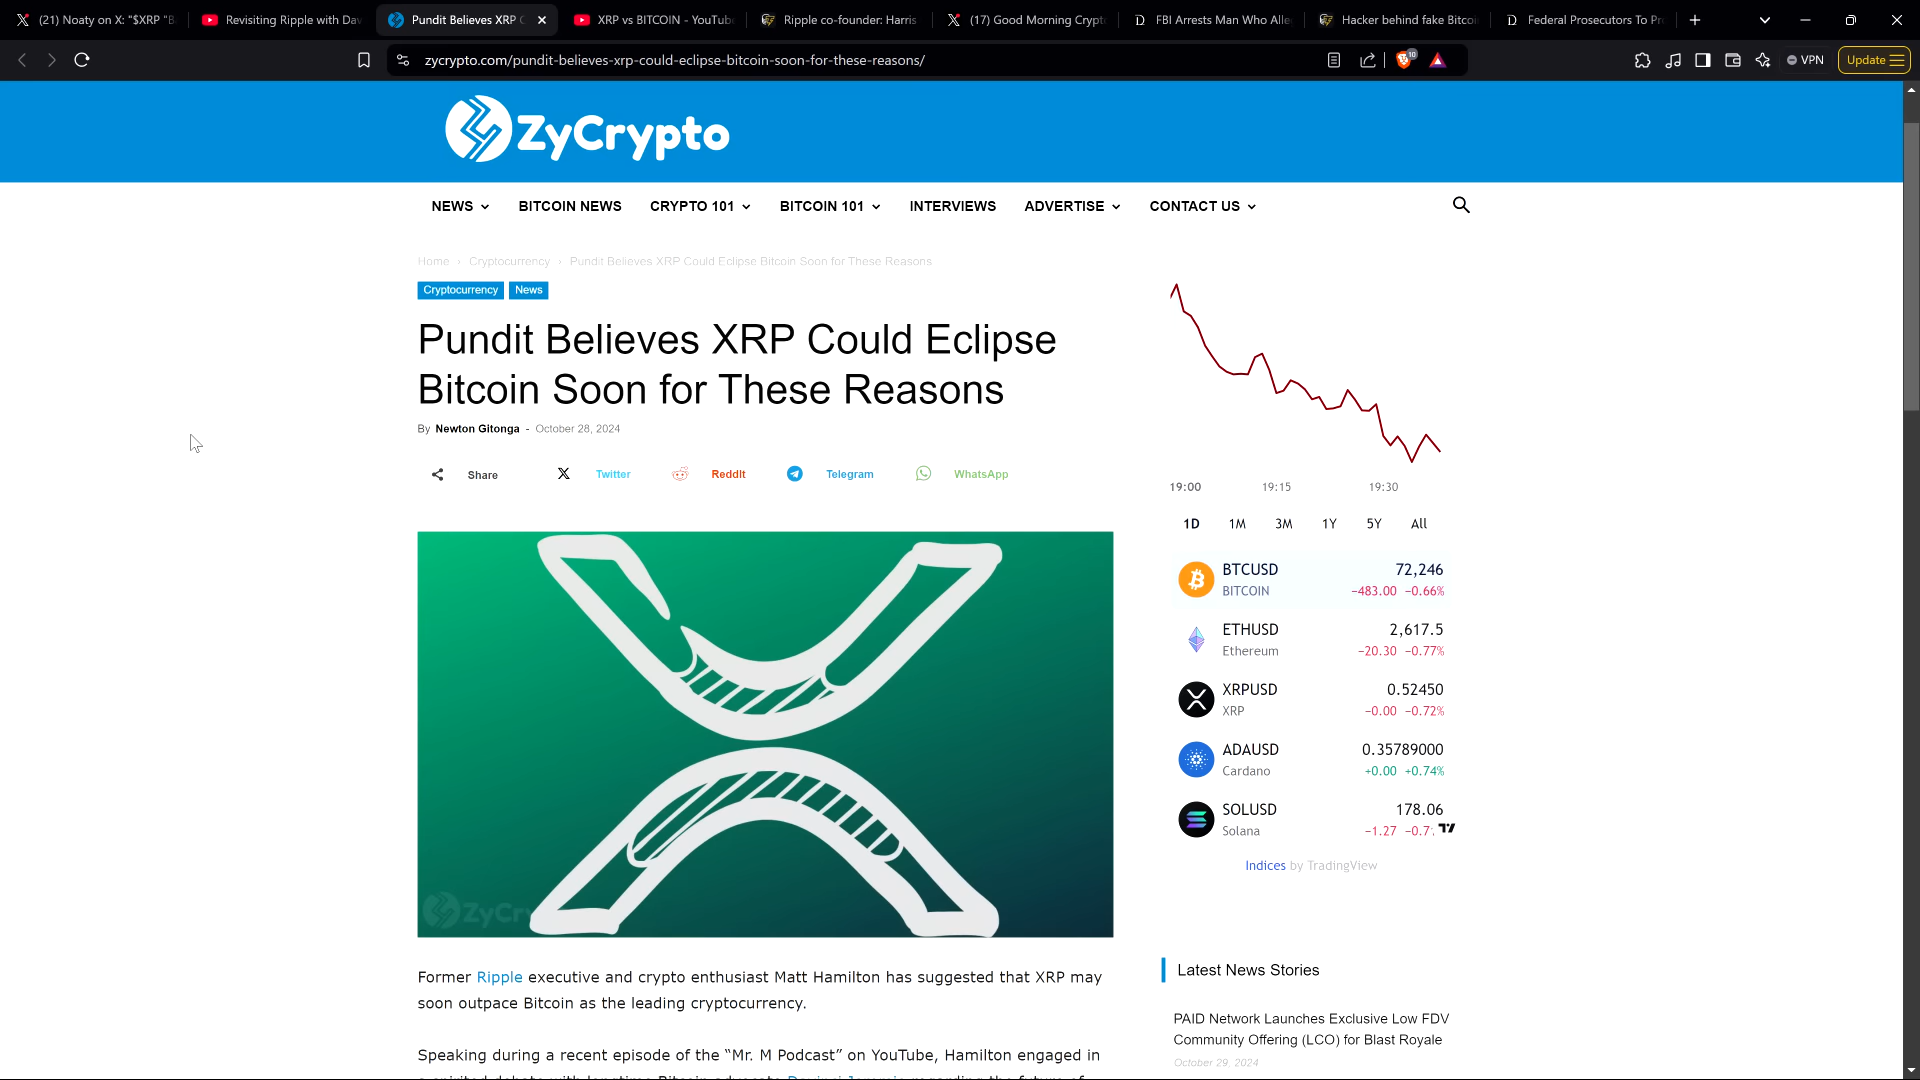 (21) Noaty on X: "$XRP "B
Revisiting Ripple with Dav
Pundit Believes XRP C
XRP vs BITCOIN - YouTube
Ripple co-founder: Harris
(17) Good Morning Crypto
FBI Arrests Man Who Alle
Hacker behind fake Bitcoi
Federal Prosecutors To Pr
zycrypto.com/pundit-believes-xrp-could-eclipse-bitcoin-soon-for-these-reasons/
10
VPN
Update
ZyCrypto
NEWS
BITCOIN NEWS
CRYPTO 101
BITCOIN 101
INTERVIEWS
ADVERTISE
CONTACT US
Home › Cryptocurrency › Pundit Believes XRP Could Eclipse Bitcoin Soon for These Reasons
Cryptocurrency
News
Pundit Believes XRP Could Eclipse
Bitcoin Soon for These Reasons
By Newton Gitonga - October 28, 2024
Share
Twitter
ReddIt
Telegram
WhatsApp
ZyCry
Former Ripple executive and crypto enthusiast Matt Hamilton has suggested that XRP may
soon outpace Bitcoin as the leading cryptocurrency.
Speaking during a recent episode of the “Mr. M Podcast” on YouTube, Hamilton engaged in
19:00
19:15
19:30
1D
1M
3M
1Y
5Y
All
BTCUSD 72,246
BITCOIN −483.00 −0.66%
ETHUSD 2,617.5
Ethereum −20.30 −0.77%
XRPUSD 0.52450
XRP −0.00 −0.72%
ADAUSD 0.35789000
Cardano +0.00 +0.74%
SOLUSD 178.06
Solana −1.27 −0.7
Indices by TradingView
Latest News Stories
PAID Network Launches Exclusive Low FDV
Community Offering (LCO) for Blast Royale
October 29, 2024